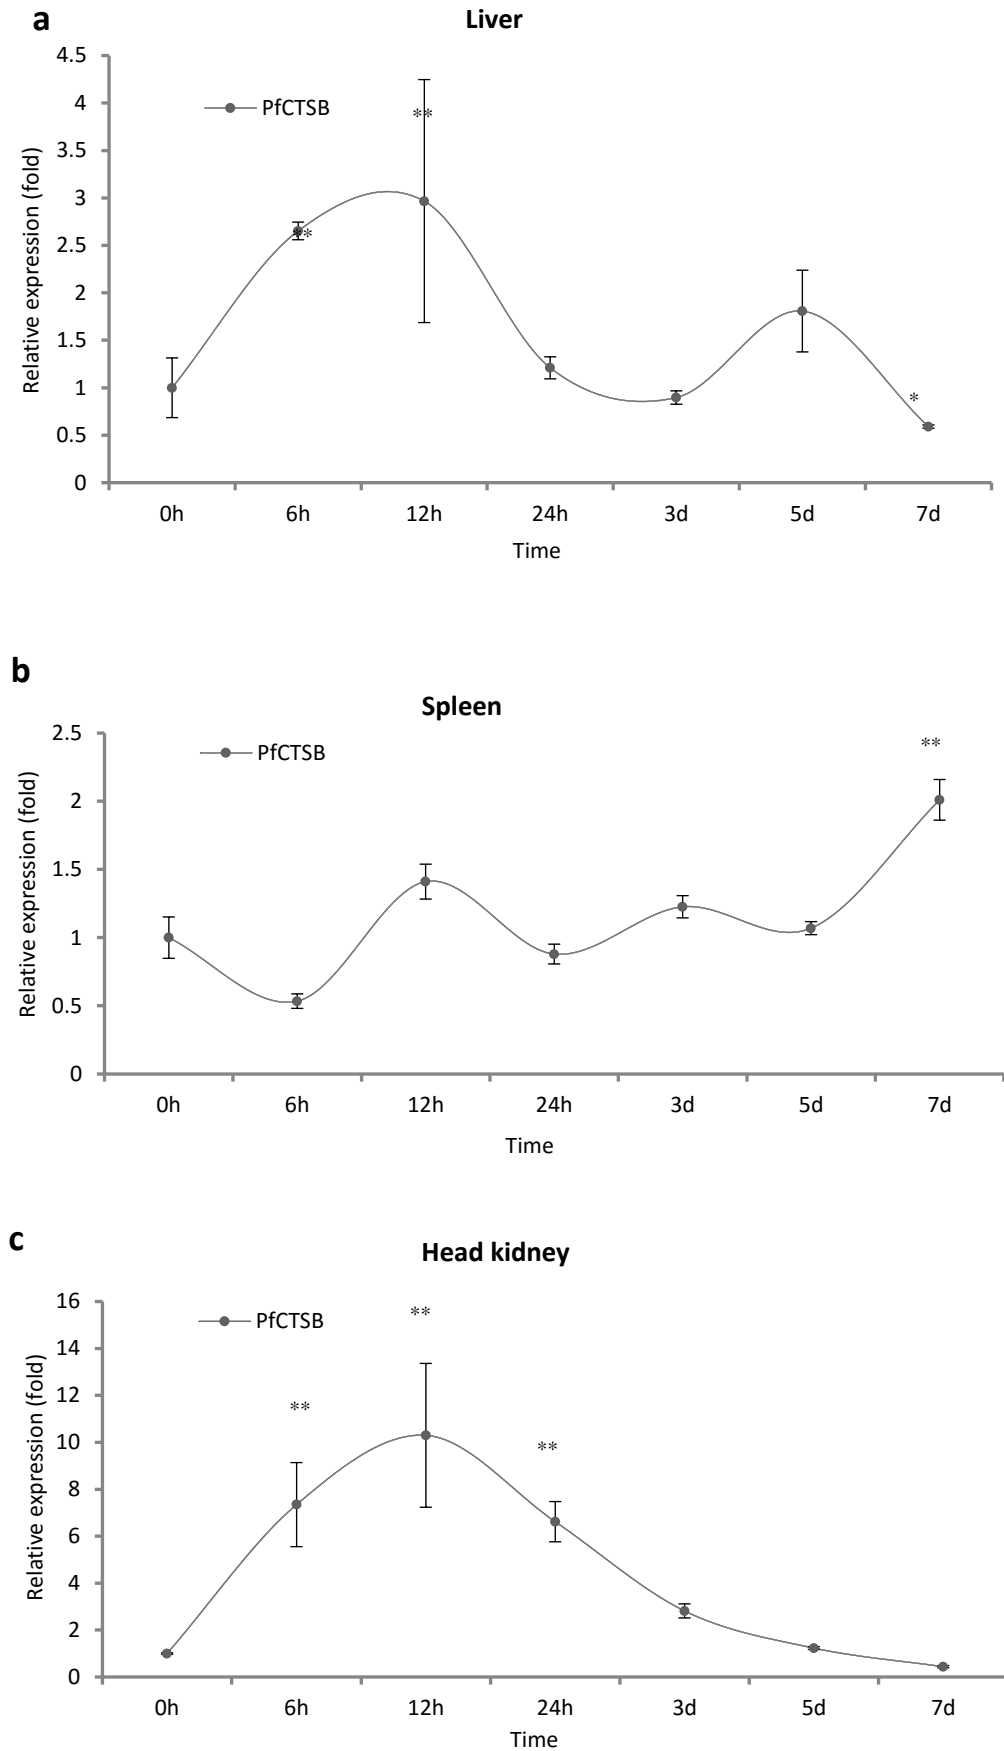 a
Liver
4.5
4
3.5
3
2.5
2
1.5
1
0.5
0
Relative expression (fold)
PfCTSB
**
**
*
0h 6h 12h 24h 3d 5d 7d
Time
b
Spleen
2.5
2
1.5
1
0.5
0
Relative expression (fold)
PfCTSB
**
0h 6h 12h 24h 3d 5d 7d
Time
c
Head kidney
16
14
12
10
8
6
4
2
0
Relative expression (fold)
PfCTSB
**
**
**
0h 6h 12h 24h 3d 5d 7d
Time